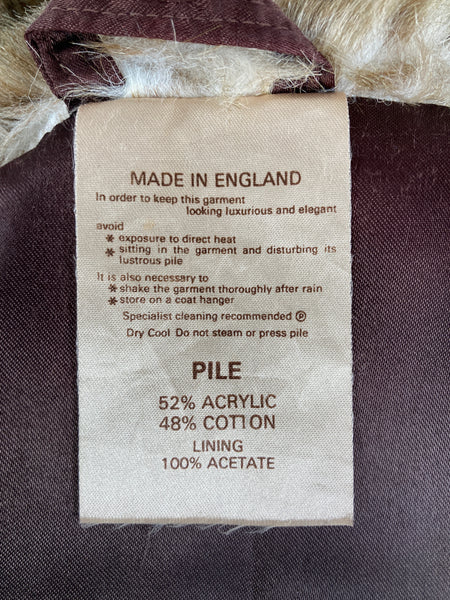 MADE IN ENGLAND
In order to keep this garment
looking luxurious and elegant
avoid
* exposure to direct heat
* sitting in the garment and disturbing its
lustrous pile
It is also necessary to
* shake the garment thoroughly after rain
* store on a coat hanger
Specialist cleaning recommended Ⓟ
Dry Cool Do not steam or press pile
PILE
52% ACRYLIC
48% COTTON
LINING
100% ACETATE